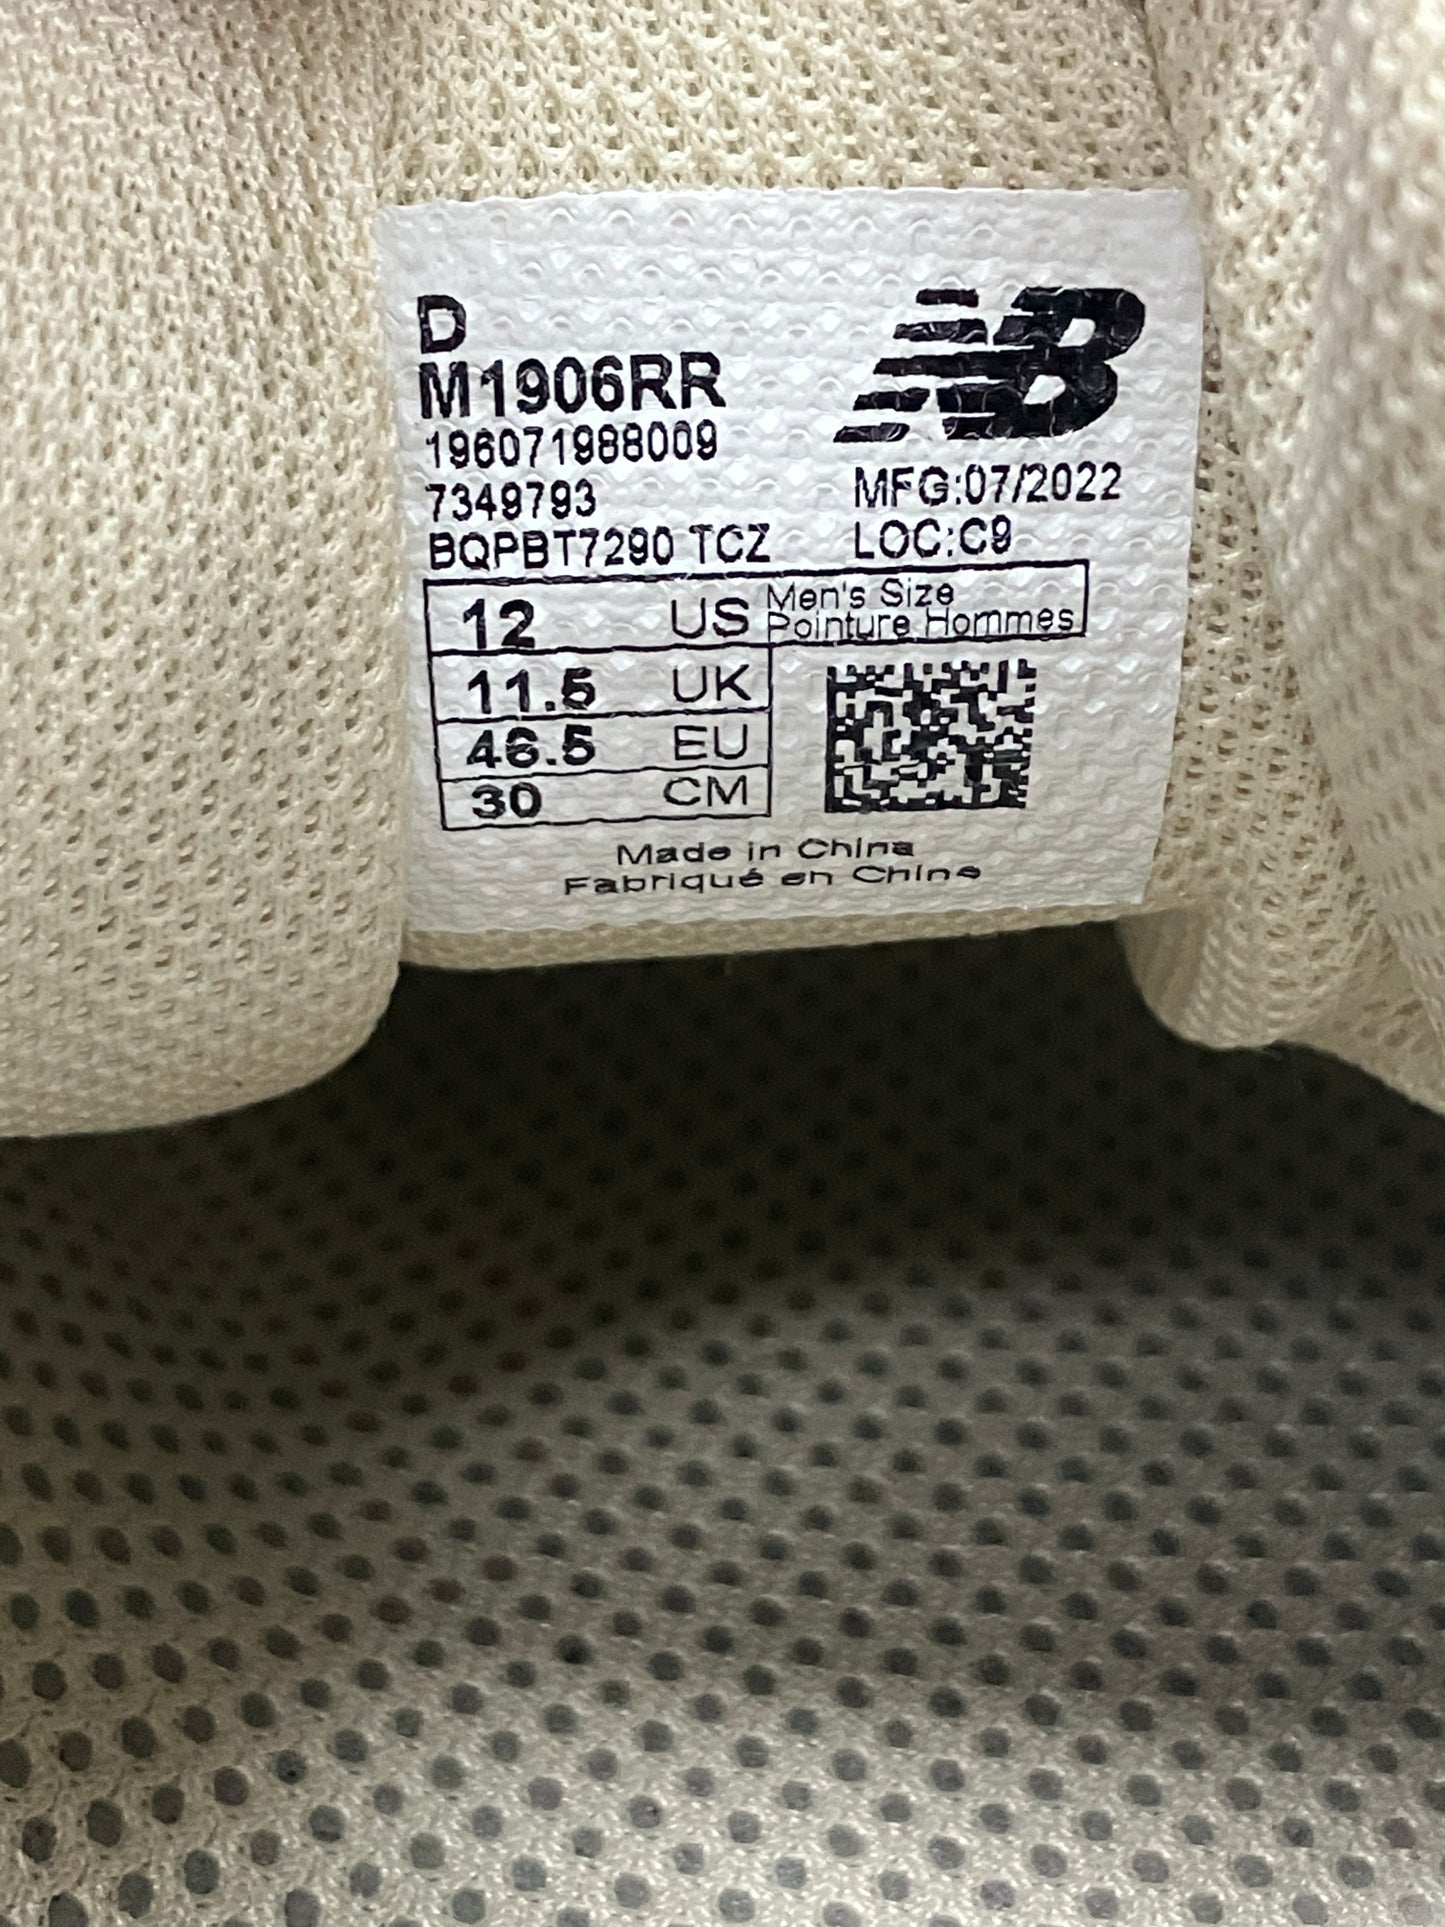 D
M1906RR
196071988009
7349793
BQPBT7290 TCZ
NB
MFG:07/2022
LOC:C9
12 US Men's Size
Pointure Hommes
11.5 UK
46.5 EU
30 CM
Made in China
Fabriqué en Chine